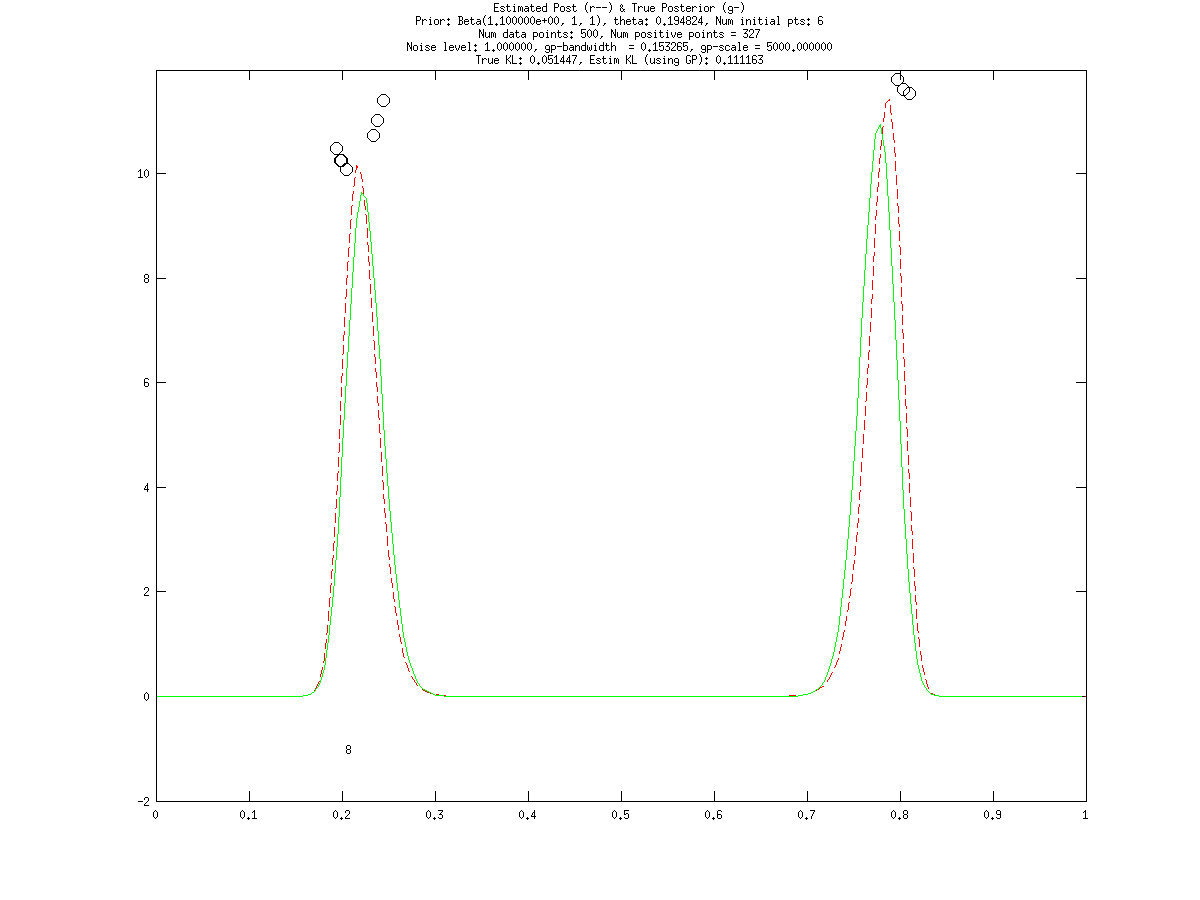 Estimated Post (r--) & True Posterior (g-)
Prior: Beta(1.100000e+00, 1, 1), theta: 0.194824, Num initial pts: 6
Num data points: 500, Num positive points = 327
Noise level: 1.000000, gp-bandwidth  = 0.153265, gp-scale = 5000.000000
True KL: 0.051447, Estim KL (using GP): 0.111163
10
8
6
4
2
0
8
-2
0 0.1 0.2 0.3 0.4 0.5 0.6 0.7 0.8 0.9 1